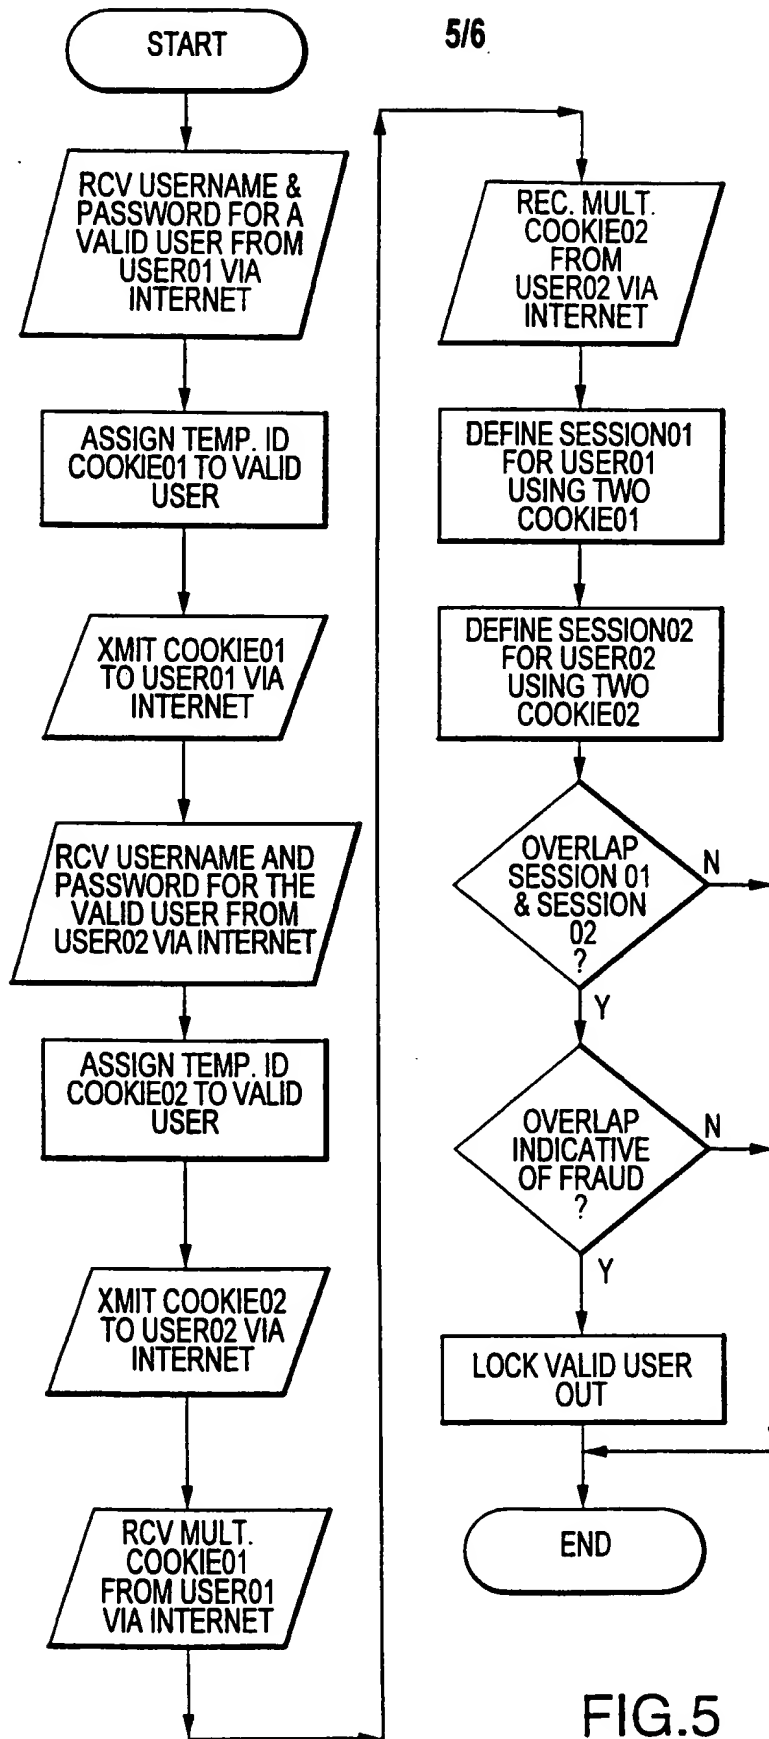 5/6
START
RCV USERNAME &
PASSWORD FOR A
VALID USER FROM
USER01 VIA
INTERNET
ASSIGN TEMP. ID
COOKIE01 TO VALID
USER
XMIT COOKIE01
TO USER01 VIA
INTERNET
RCV USERNAME AND
PASSWORD FOR THE
VALID USER FROM
USER02 VIA INTERNET
ASSIGN TEMP. ID
COOKIE02 TO VALID
USER
XMIT COOKIE02
TO USER02 VIA
INTERNET
RCV MULT.
COOKIE01
FROM USER01
VIA INTERNET
REC. MULT.
COOKIE02
FROM
USER02 VIA
INTERNET
DEFINE SESSION01
FOR USER01
USING TWO
COOKIE01
DEFINE SESSION02
FOR USER02
USING TWO
COOKIE02
OVERLAP
SESSION 01
& SESSION
02
?
N
Y
OVERLAP
INDICATIVE
OF FRAUD
?
N
Y
LOCK VALID USER
OUT
END
FIG.5